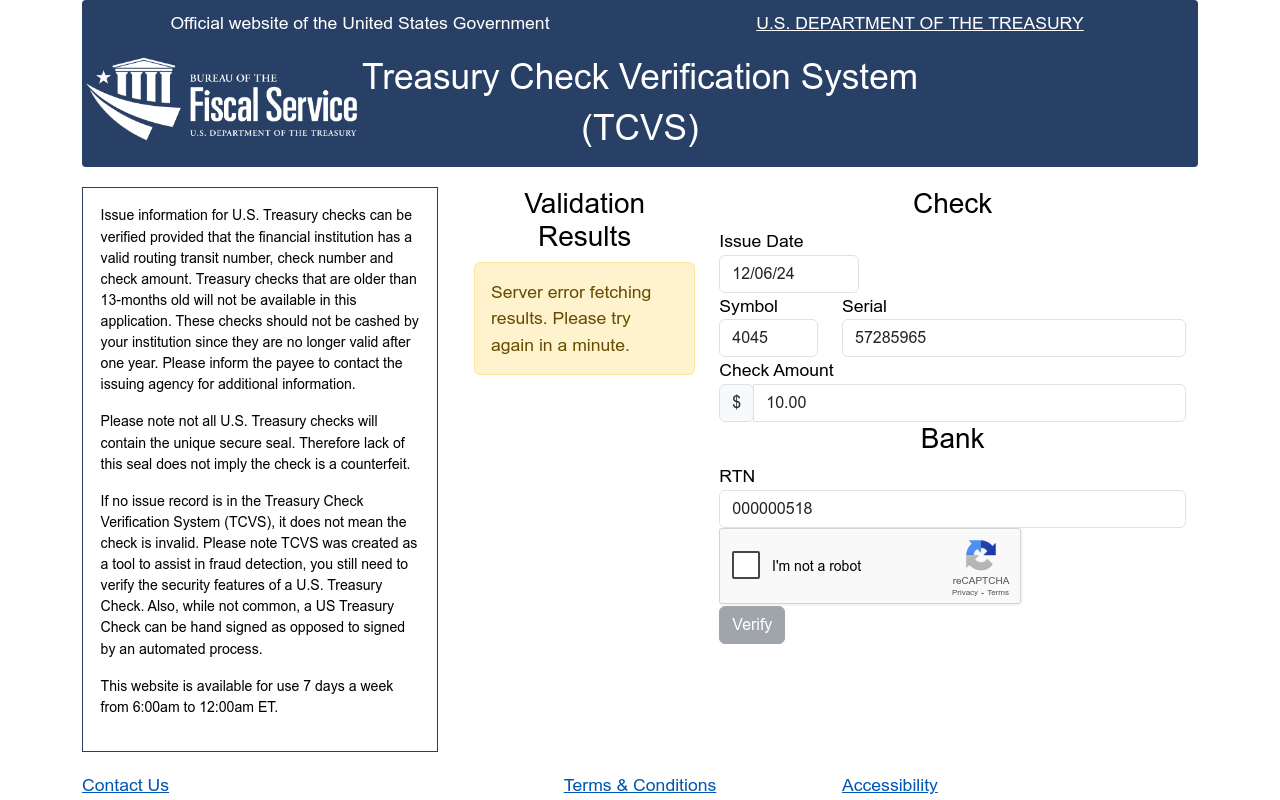 Official website of the United States Government
U.S. DEPARTMENT OF THE TREASURY
BUREAU OF THE
Fiscal Service
U.S. DEPARTMENT OF THE TREASURY
Treasury Check Verification System
(TCVS)
Issue information for U.S. Treasury checks can be
verified provided that the financial institution has a
valid routing transit number, check number and
check amount. Treasury checks that are older than
13-months old will not be available in this
application. These checks should not be cashed by
your institution since they are no longer valid after
one year. Please inform the payee to contact the
issuing agency for additional information.
Please note not all U.S. Treasury checks will
contain the unique secure seal. Therefore lack of
this seal does not imply the check is a counterfeit.
If no issue record is in the Treasury Check
Verification System (TCVS), it does not mean the
check is invalid. Please note TCVS was created as
a tool to assist in fraud detection, you still need to
verify the security features of a U.S. Treasury
Check. Also, while not common, a US Treasury
Check can be hand signed as opposed to signed
by an automated process.
This website is available for use 7 days a week
from 6:00am to 12:00am ET.
Validation
Results
Server error fetching
results. Please try
again in a minute.
Check
Issue Date
12/06/24
Symbol
Serial
4045
57285965
Check Amount
$
10.00
Bank
RTN
000000518
I'm not a robot
reCAPTCHA
Privacy - Terms
Verify
Contact Us
Terms & Conditions
Accessibility